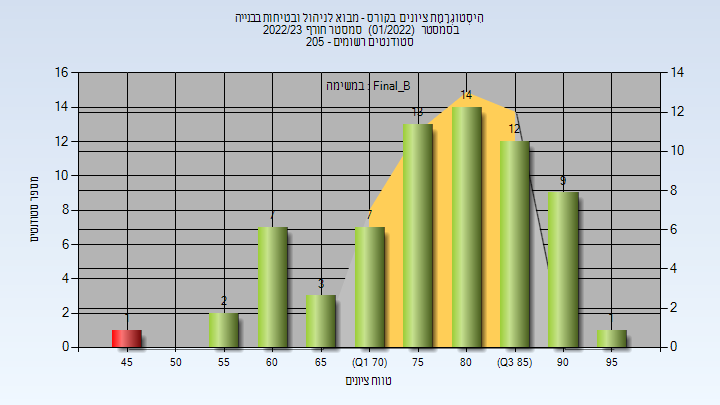 היסטוגרמת ציונים בקורס - מבוא לניהול ובטיחות בבנייה
בסמסטר (01/2022) סמסטר חורף 2022/23
סטודנטים רשומים - 205
במשימה : Final_B
מספר סטודנטים
16 14 12 10 8 6 4 2 0
14 12 10 8 6 4 2 0
1 2 7 3 7 13 14 12 9 1
45 50 55 60 65 (Q1 70) 75 80 (Q3 85) 90 95
טווח ציונים